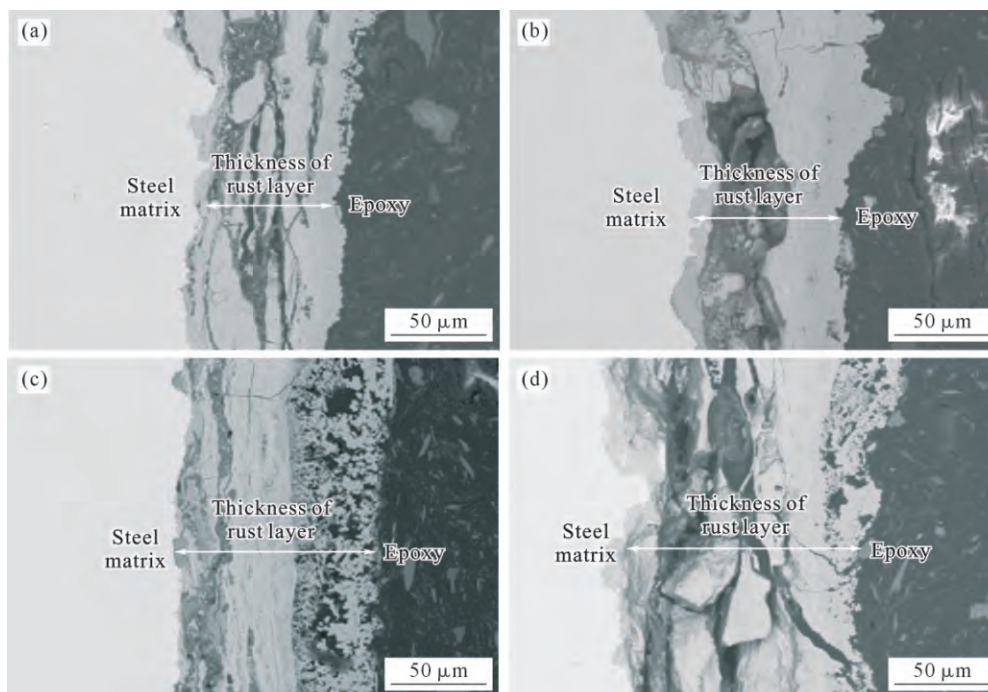 (a)
Thickness of
rust layer
Steel
matrix
Epoxy
50 μm
(b)
Thickness of
rust layer
Steel
matrix
Epoxy
50 μm
(c)
Thickness of
rust layer
Steel
matrix
Epoxy
50 μm
(d)
Thickness of
rust layer
Steel
matrix
Epoxy
50 μm